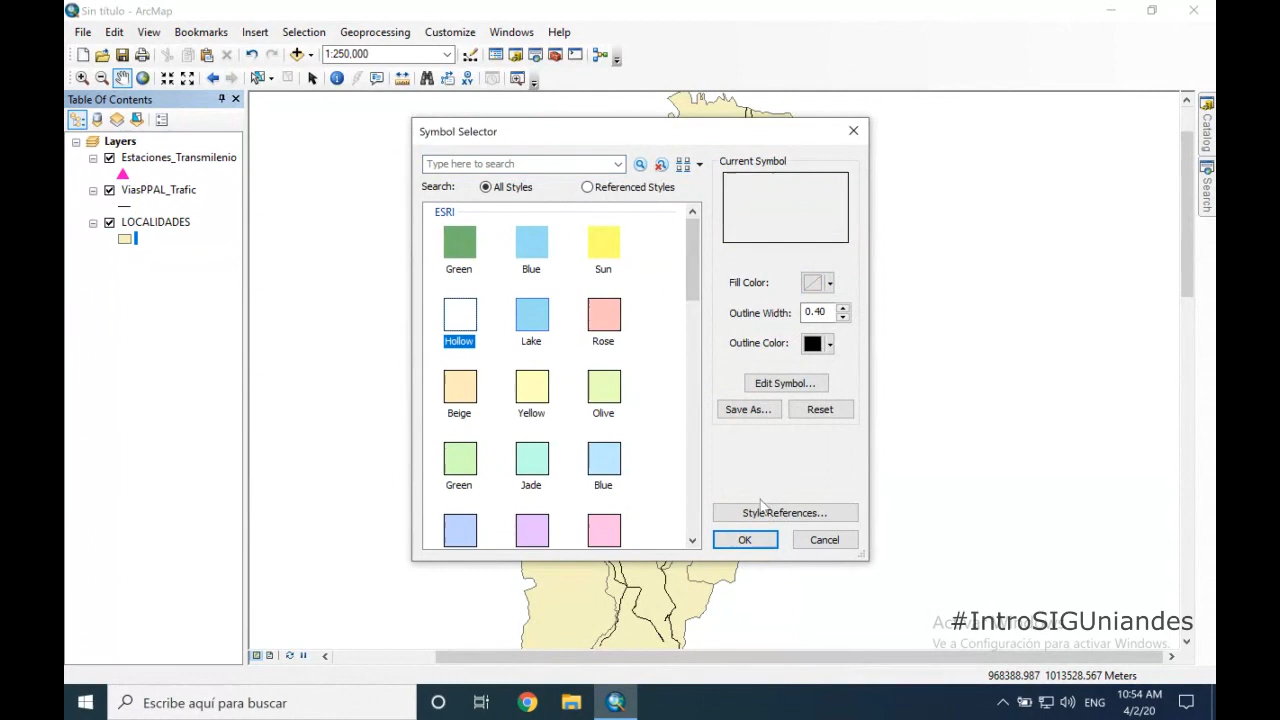 Sin título - ArcMap
File Edit View Bookmarks Insert Selection Geoprocessing Customize Windows Help
1:250,000
Table Of Contents
Layers
Estaciones_Transmilenio
ViasPPAL_Trafic
LOCALIDADES
Symbol Selector
Type here to search
Search: All Styles Referenced Styles
ESRI
Green Blue Sun
Hollow Lake Rose
Beige Yellow Olive
Green Jade Blue
Current Symbol
Fill Color:
Outline Width: 0.40
Outline Color:
Edit Symbol...
Save As... Reset
Style References...
OK Cancel
Catalog
Search
#IntroSIGUniandes
Ve a Configuración para activar Windows.
968388.987 1013528.567 Meters
Escribe aquí para buscar
ENG
10:54 AM
4/2/20